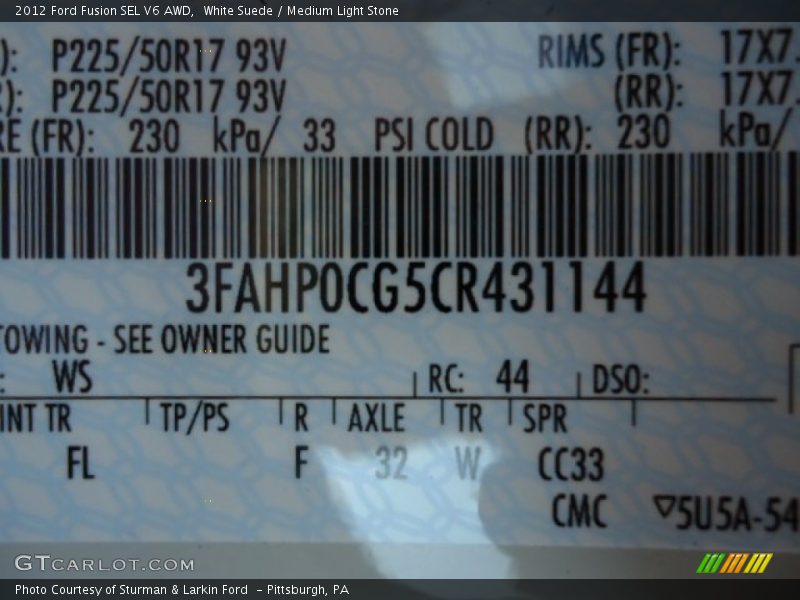 2012 Ford Fusion SEL V6 AWD,  White Suede / Medium Light Stone
): P225/50R17 93V RIMS (FR): 17X7.
): P225/50R17 93V (RR): 17X7.
RE (FR): 230 kPa/ 33 PSI COLD (RR): 230 kPa/
3FAHP0CG5CR431144
TOWING - SEE OWNER GUIDE
: WS RC: 44 DSO:
INT TR TP/PS R AXLE TR SPR
FL F 32 W CC33
CMC ▽5U5A-54
GTCARLOT.COM
Photo Courtesy of Sturman & Larkin Ford  – Pittsburgh, PA